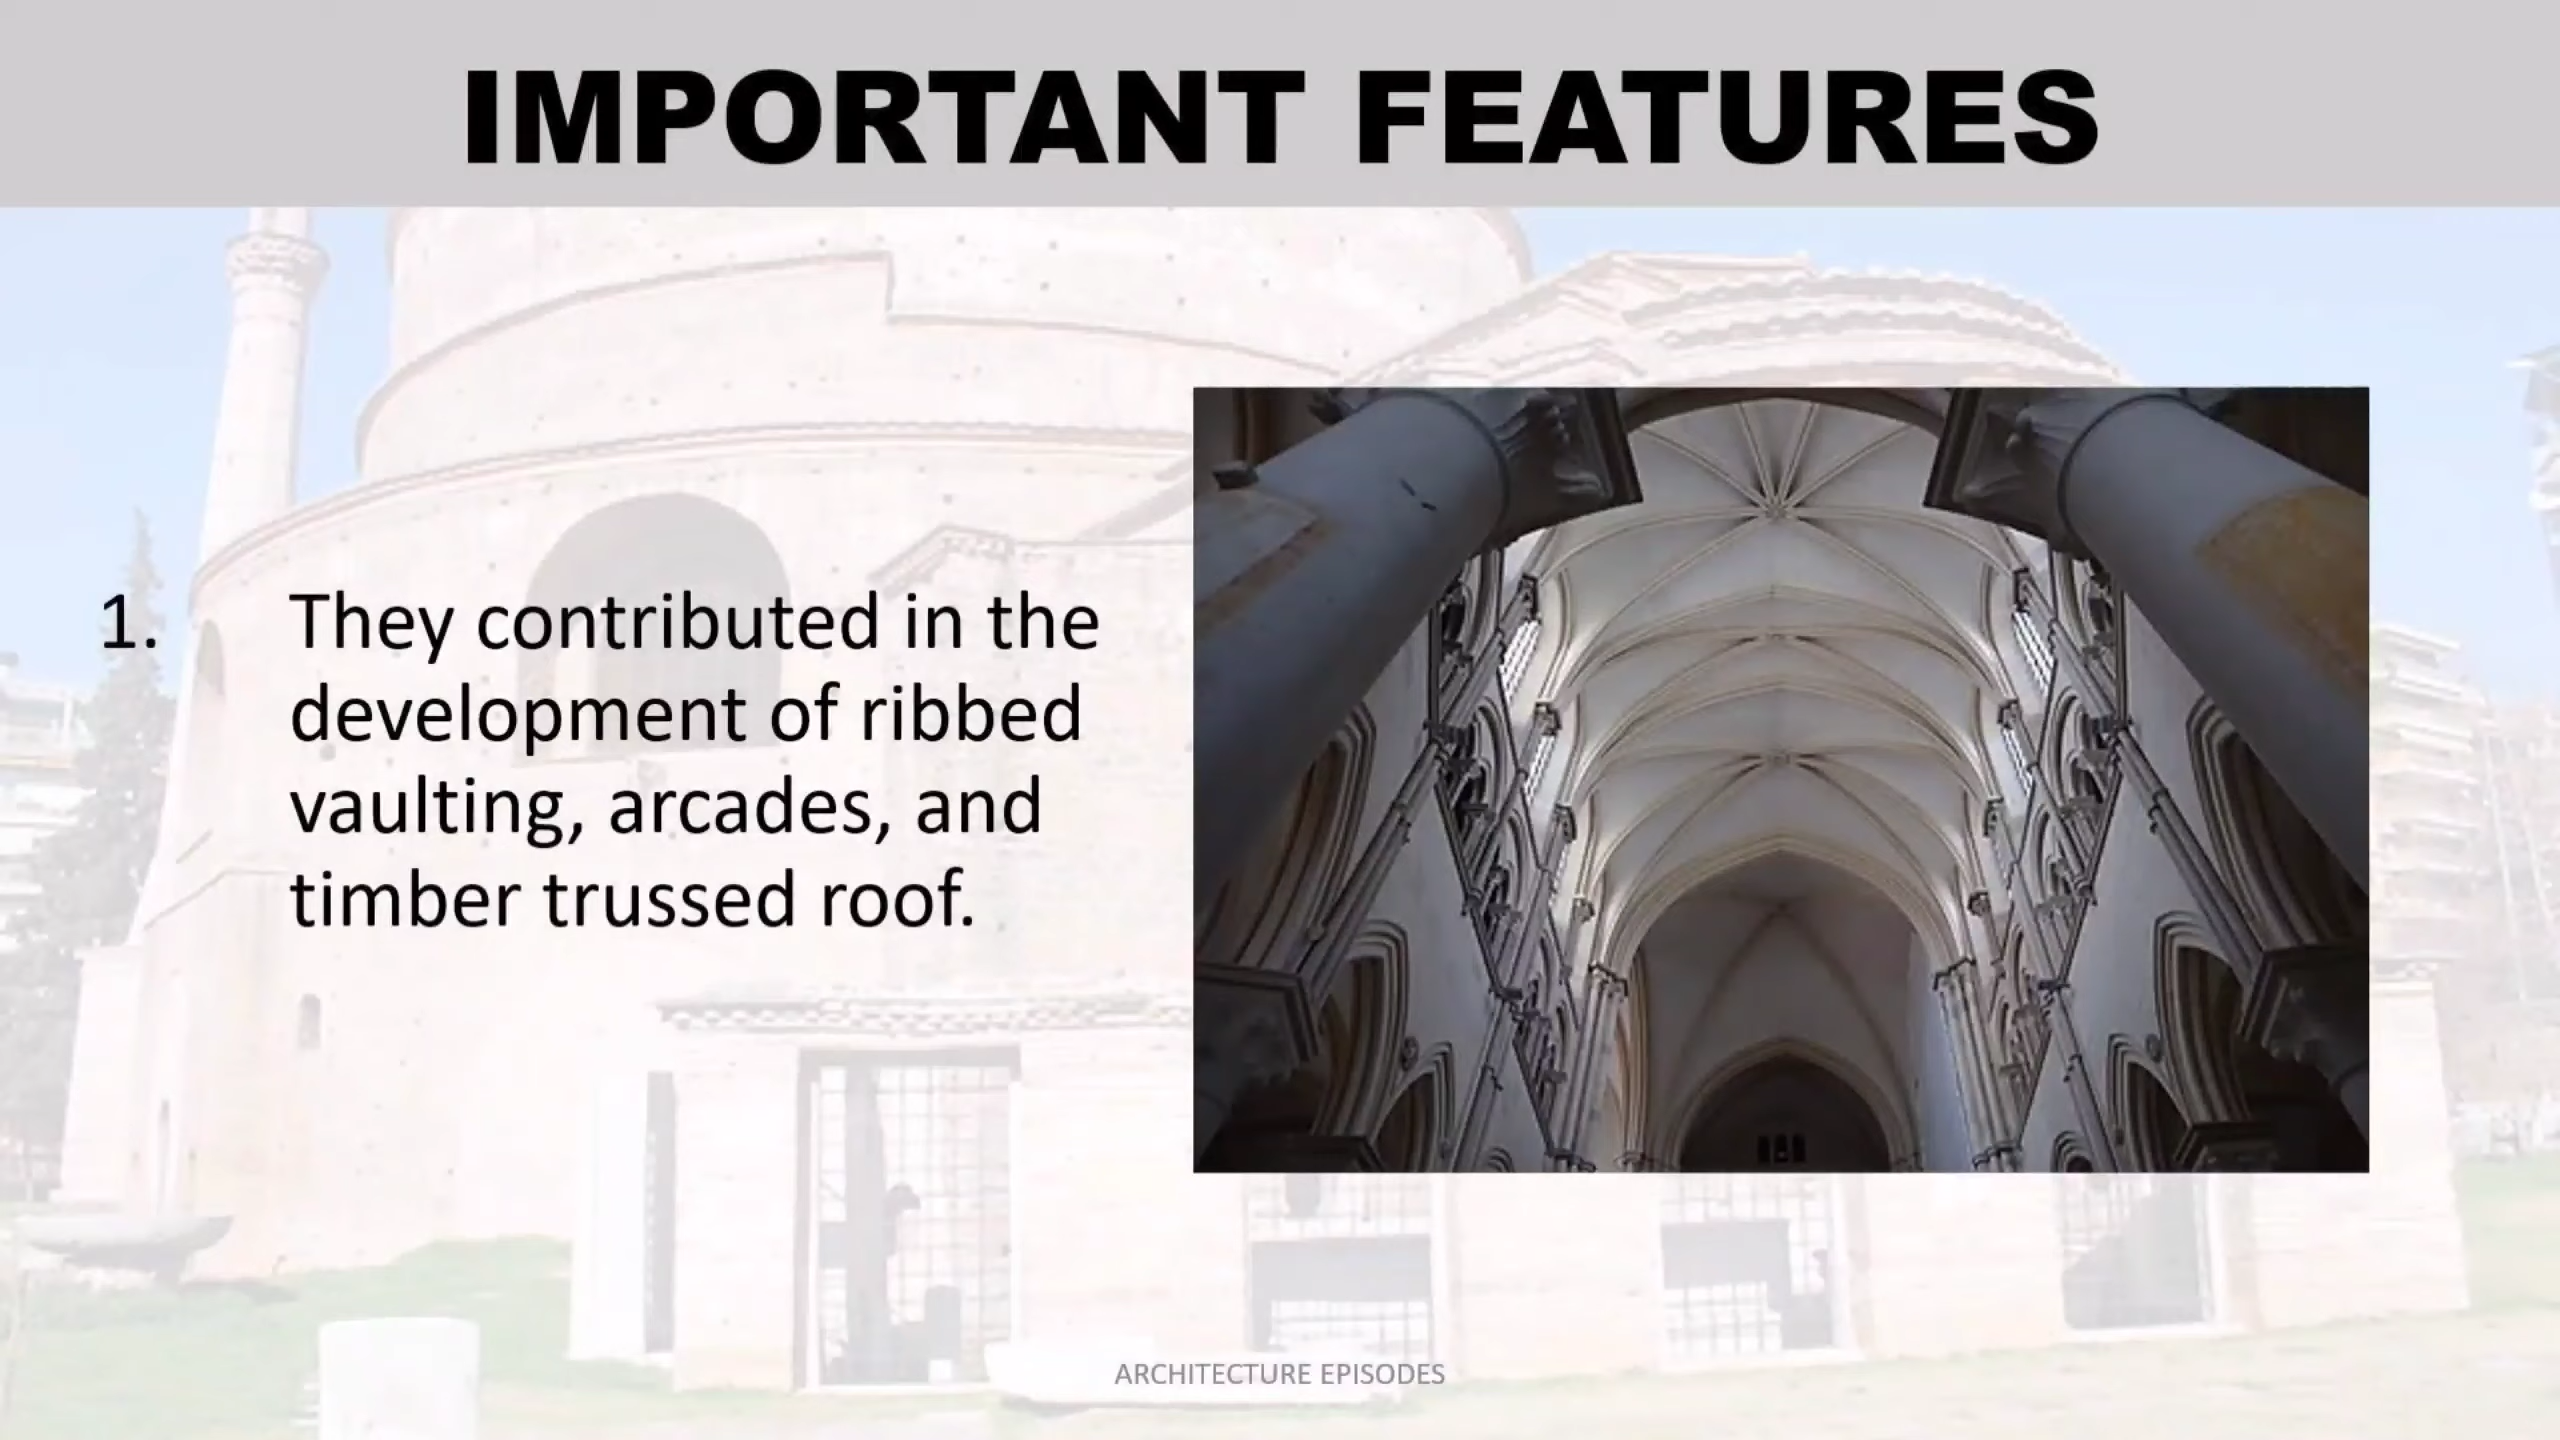 IMPORTANT FEATURES
1. They contributed in the
development of ribbed
vaulting, arcades, and
timber trussed roof.
ARCHITECTURE EPISODES